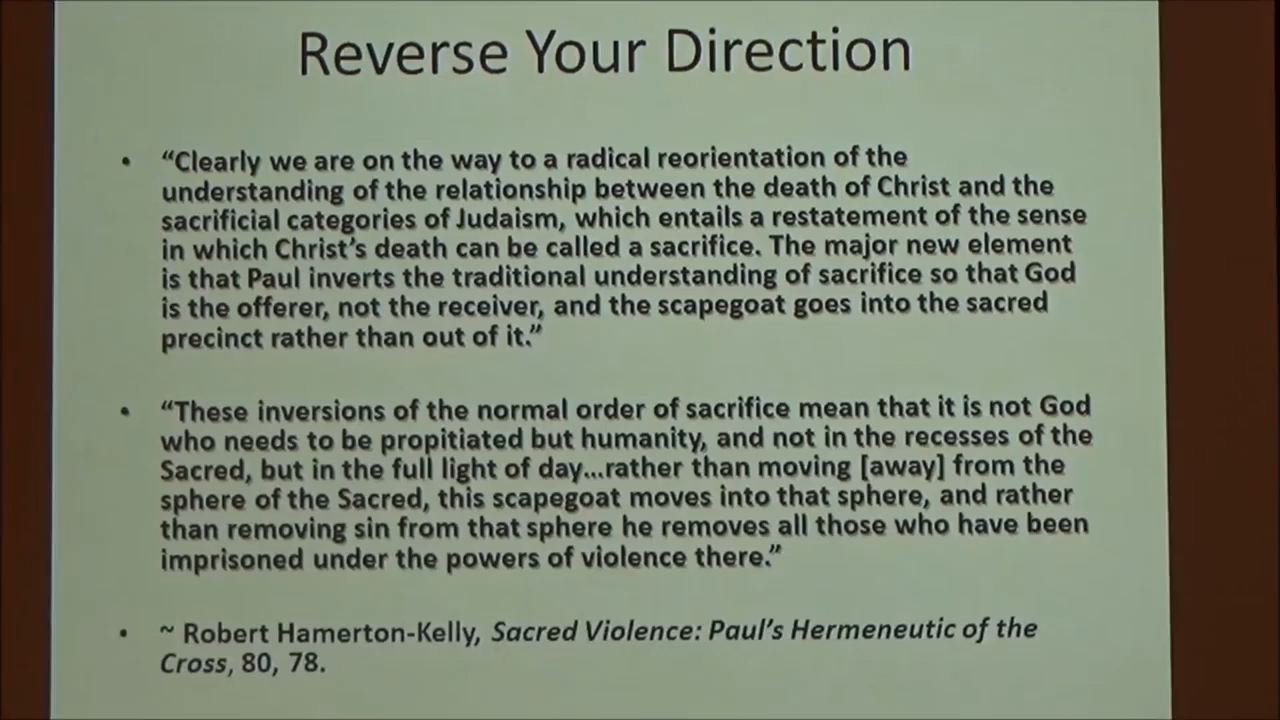 Reverse Your Direction
• “Clearly we are on the way to a radical reorientation of the
understanding of the relationship between the death of Christ and the
sacrificial categories of Judaism, which entails a restatement of the sense
in which Christ’s death can be called a sacrifice. The major new element
is that Paul inverts the traditional understanding of sacrifice so that God
is the offerer, not the receiver, and the scapegoat goes into the sacred
precinct rather than out of it.”
• “These inversions of the normal order of sacrifice mean that it is not God
who needs to be propitiated but humanity, and not in the recesses of the
Sacred, but in the full light of day...rather than moving [away] from the
sphere of the Sacred, this scapegoat moves into that sphere, and rather
than removing sin from that sphere he removes all those who have been
imprisoned under the powers of violence there.”
• ~ Robert Hamerton-Kelly, Sacred Violence: Paul’s Hermeneutic of the
Cross, 80, 78.